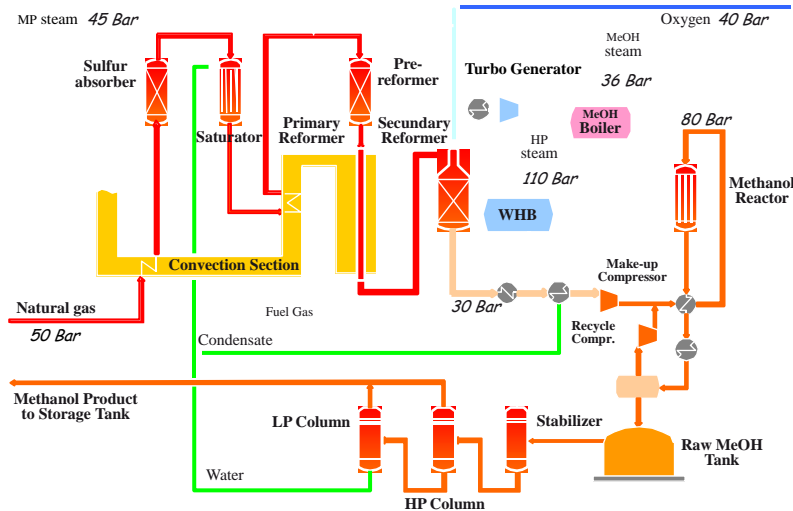 MP steam 45 Bar
Oxygen 40 Bar
MeOH
steam
36 Bar
Sulfur
absorber
Pre-
reformer
Turbo Generator
Saturator
Primary
Reformer
Secundary
Reformer
MeOH
Boiler
80 Bar
HP
steam
110 Bar
Methanol
Reactor
WHB
Convection Section
Make-up
Compressor
Natural gas
50 Bar
Fuel Gas
30 Bar
Recycle
Compr.
Condensate
Methanol Product
to Storage Tank
LP Column
Stabilizer
Raw MeOH
Tank
Water
HP Column